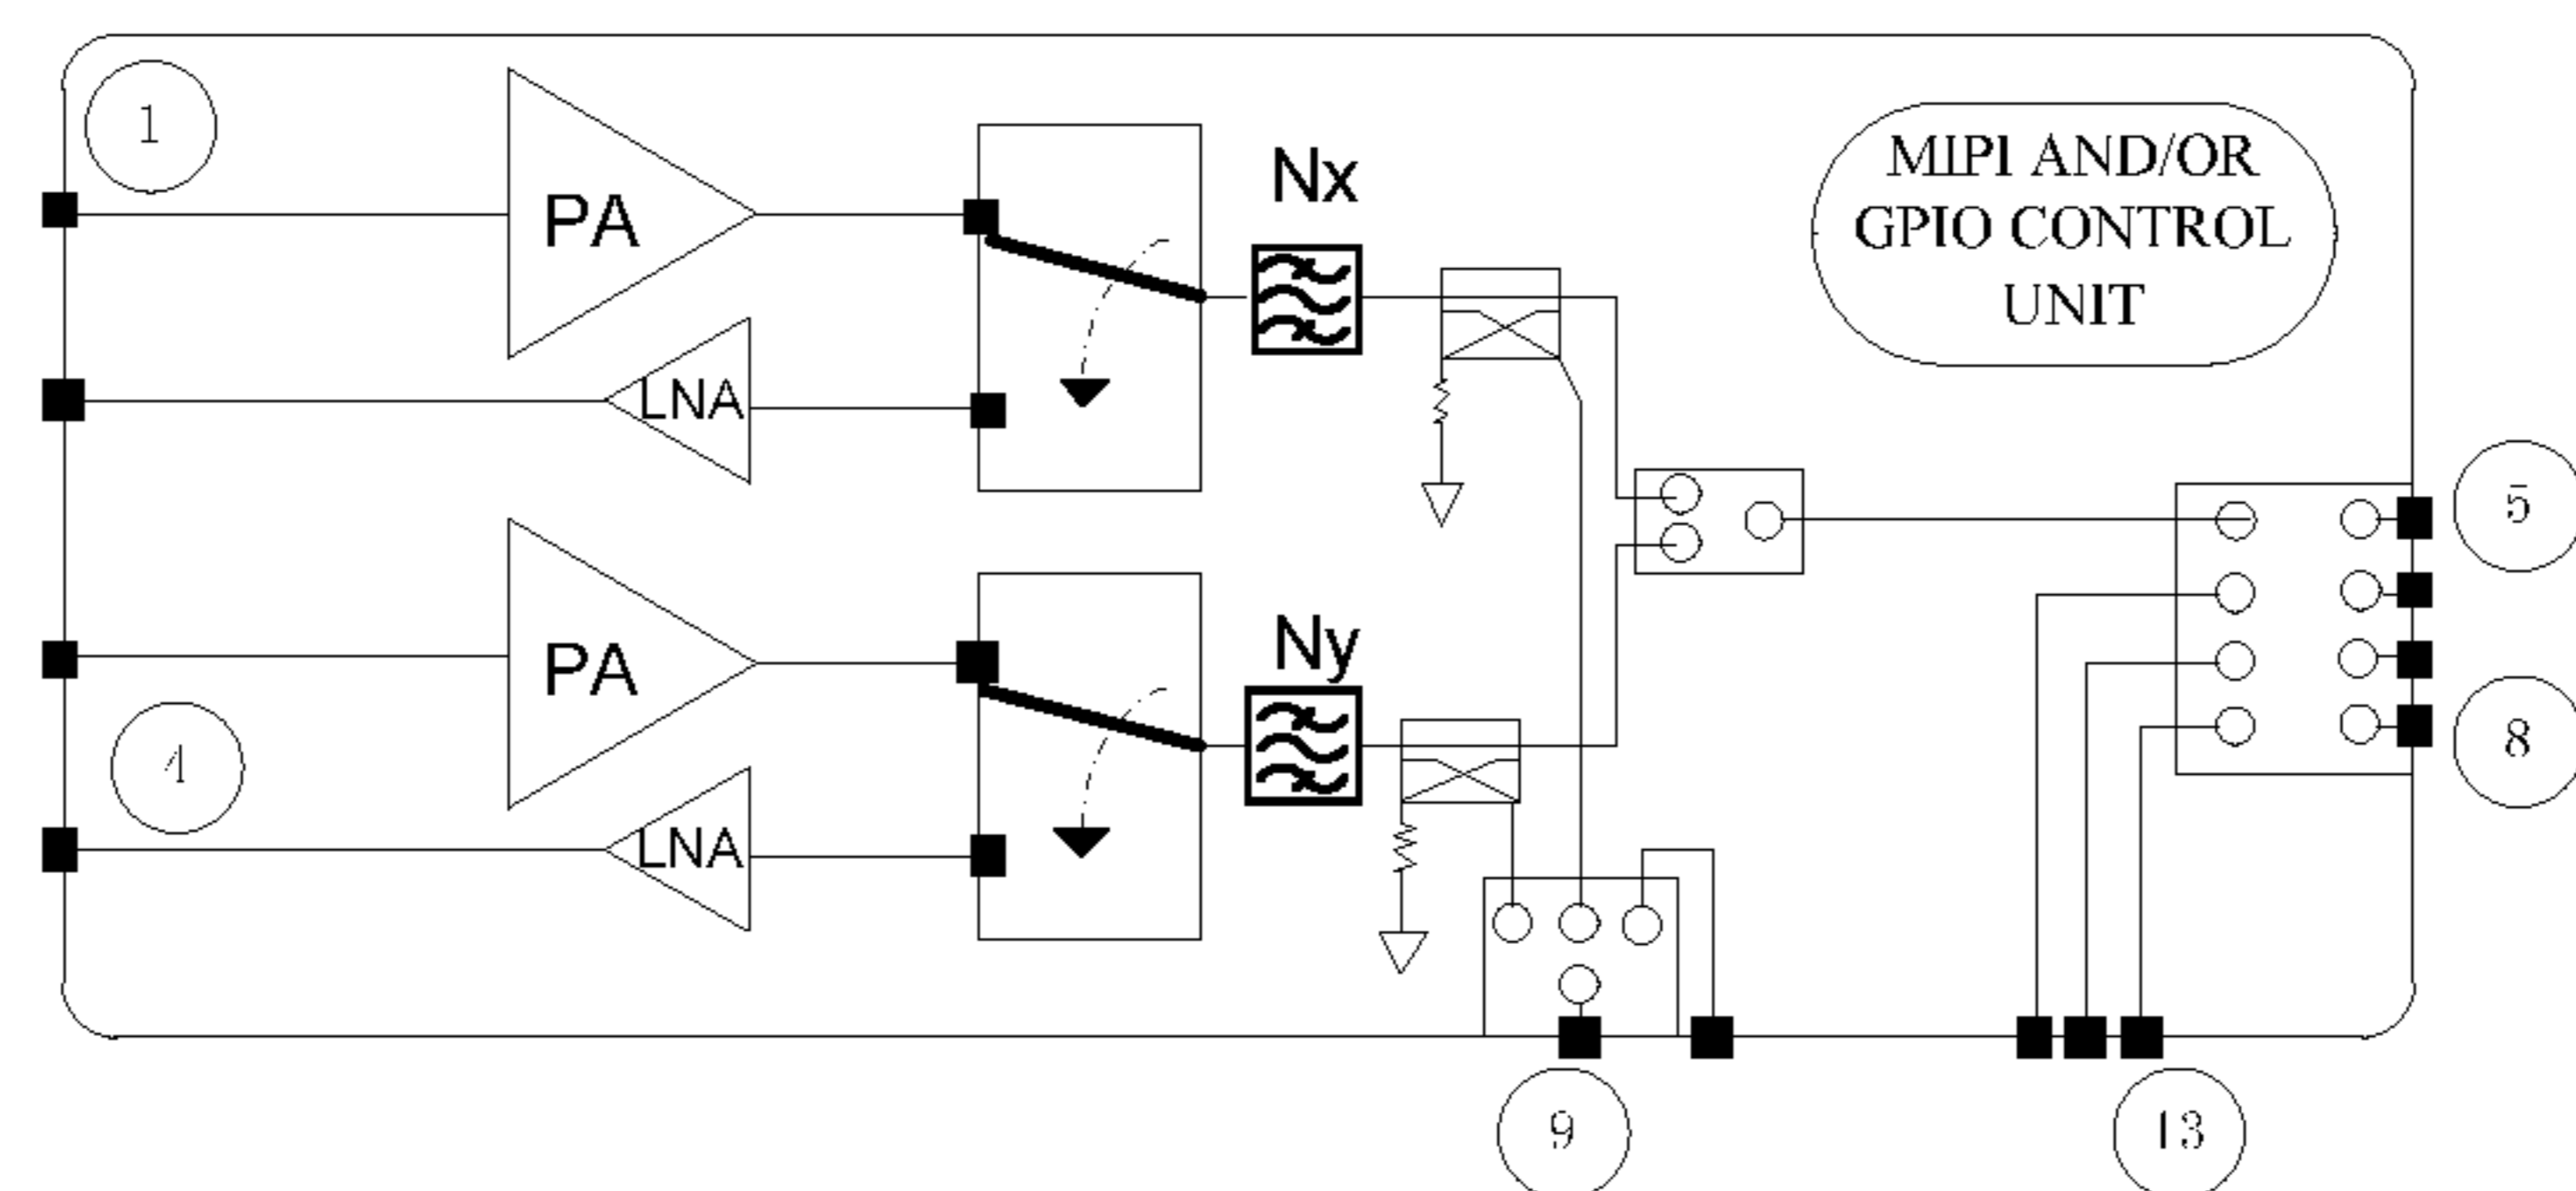 1
PA
Nx
MIPI AND/OR
GPIO CONTROL
UNIT
LNA
5
PA
Ny
4
8
LNA
9
13